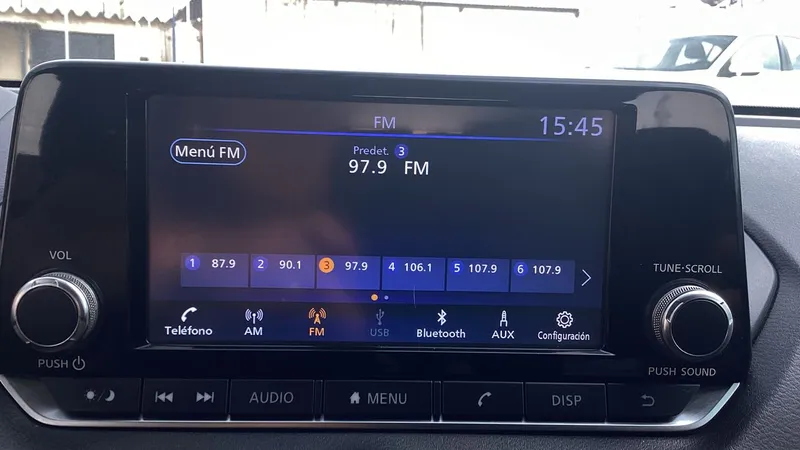 FM
15:45
Menú FM
Predet. 3
97.9 FM
1 87.9
2 90.1
3 97.9
4 106.1
5 107.9
6 107.9
Teléfono
AM
FM
USB
Bluetooth
AUX
Configuración
VOL
PUSH
TUNE·SCROLL
PUSH SOUND
AUDIO
MENU
DISP